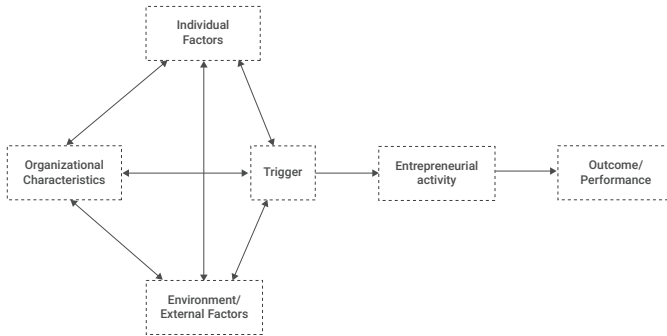 Individual
Factors
Organizational
Characteristics
Trigger
Entrepreneurial
activity
Outcome/
Performance
Environment/
External Factors